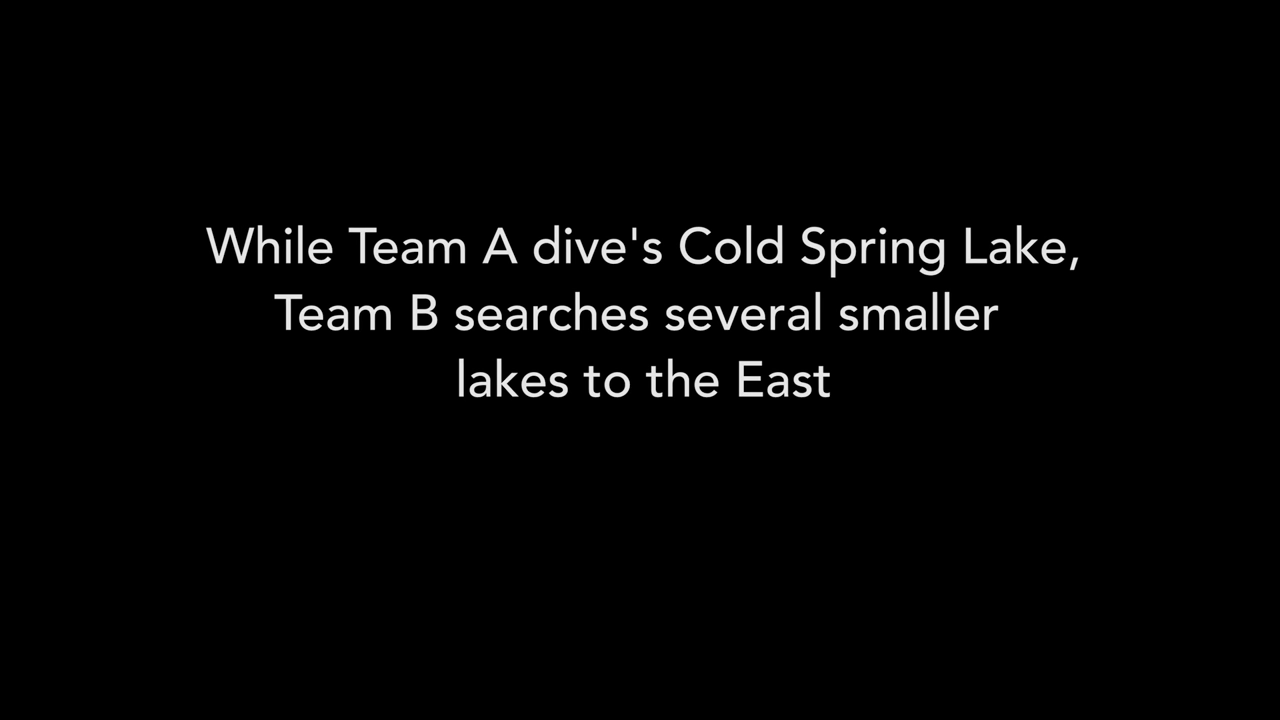 While Team A dive's Cold Spring Lake,
Team B searches several smaller
lakes to the East